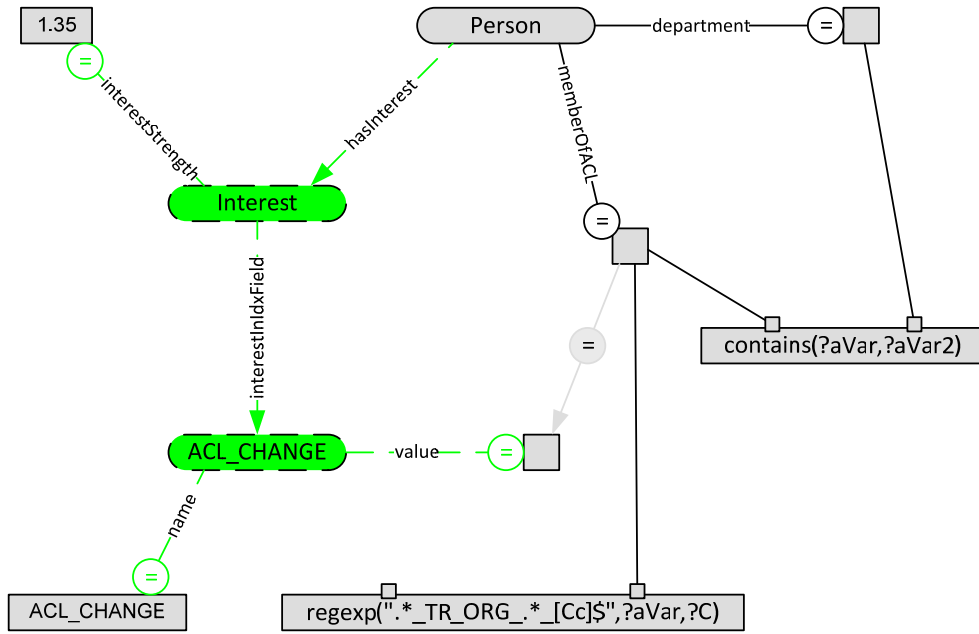 1.35
Person
department
=
=
interestStrength
hasInterest
memberOfACL
Interest
=
interestInIdxField
=
contains(?aVar,?aVar2)
ACL_CHANGE
value
=
name
=
ACL_CHANGE
regexp(".*_TR_ORG_.*_[Cc]$",?aVar,?C)